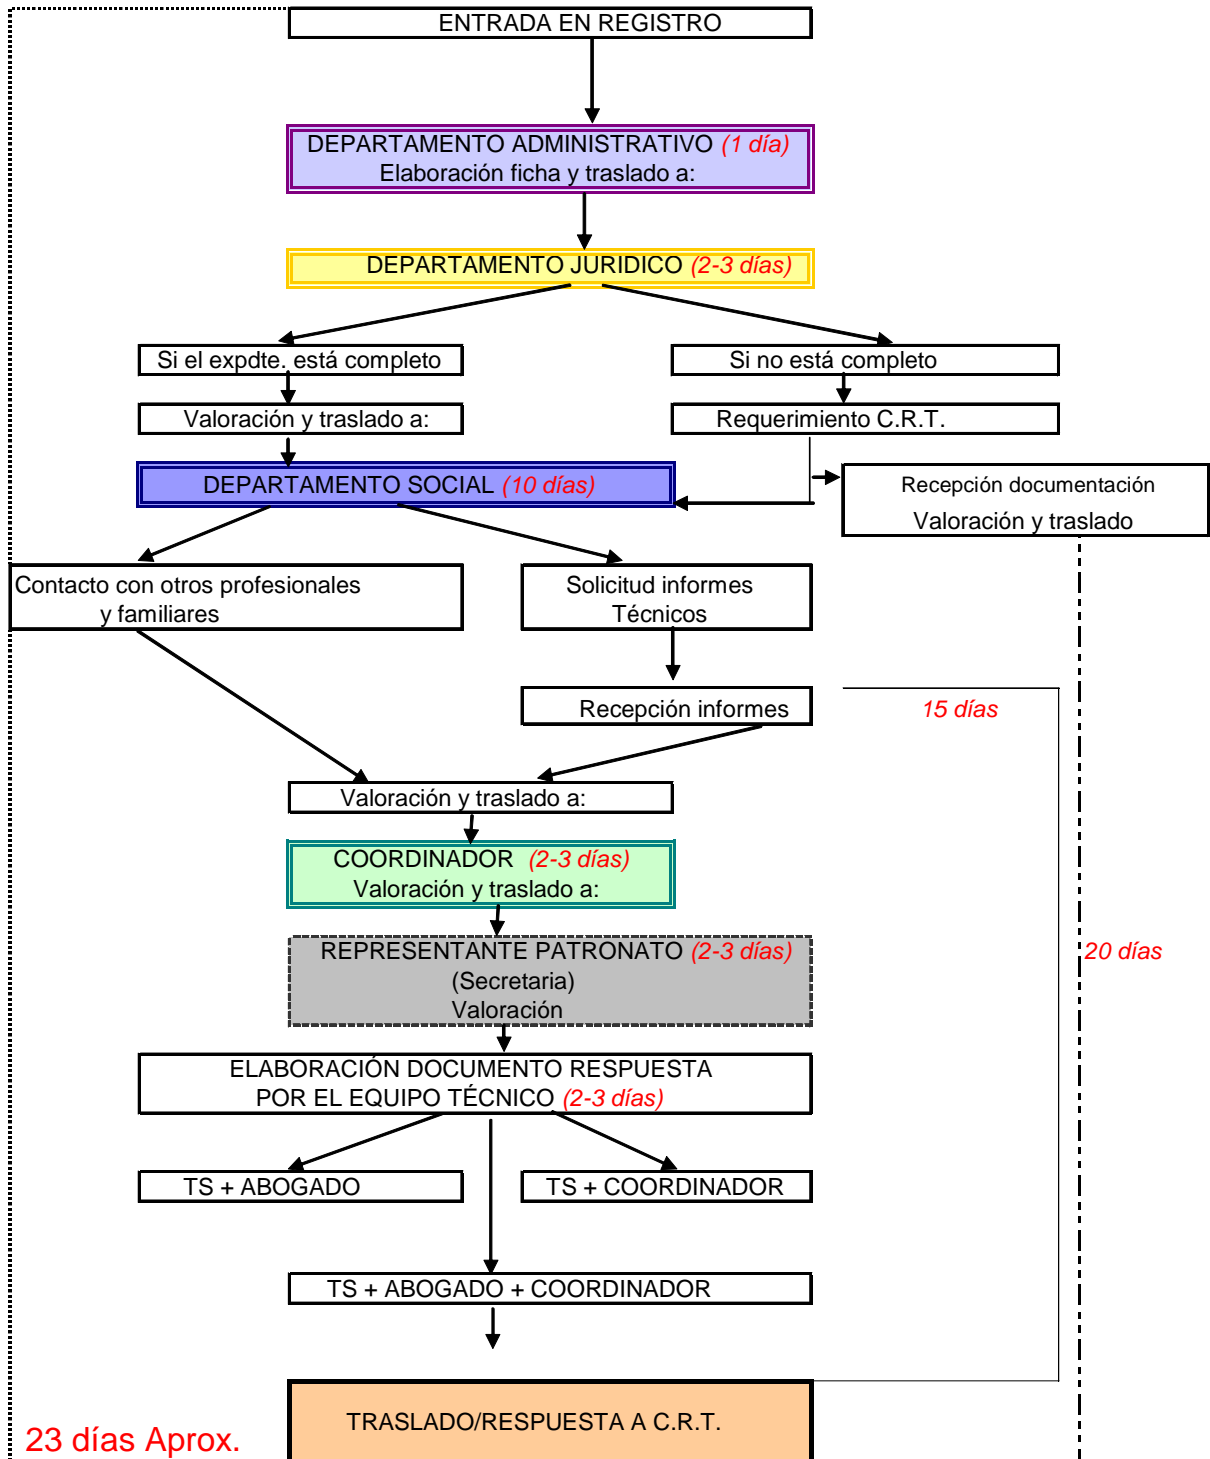 ENTRADA EN REGISTRO
DEPARTAMENTO ADMINISTRATIVO (1 día)
Elaboración ficha y traslado a:
DEPARTAMENTO JURIDICO (2-3 días)
Si el expdte. está completo
Si no está completo
Valoración y traslado a:
Requerimiento C.R.T.
DEPARTAMENTO SOCIAL (10 días)
Recepción documentación
Valoración y traslado
Contacto con otros profesionales
y familiares
Solicitud informes
Técnicos
Recepción informes
15 días
Valoración y traslado a:
COORDINADOR (2-3 días)
Valoración y traslado a:
REPRESENTANTE PATRONATO (2-3 días)
(Secretaria)
Valoración
20 días
ELABORACIÓN DOCUMENTO RESPUESTA
POR EL EQUIPO TÉCNICO (2-3 días)
TS + ABOGADO
TS + COORDINADOR
TS + ABOGADO + COORDINADOR
TRASLADO/RESPUESTA A C.R.T.
23 días Aprox.